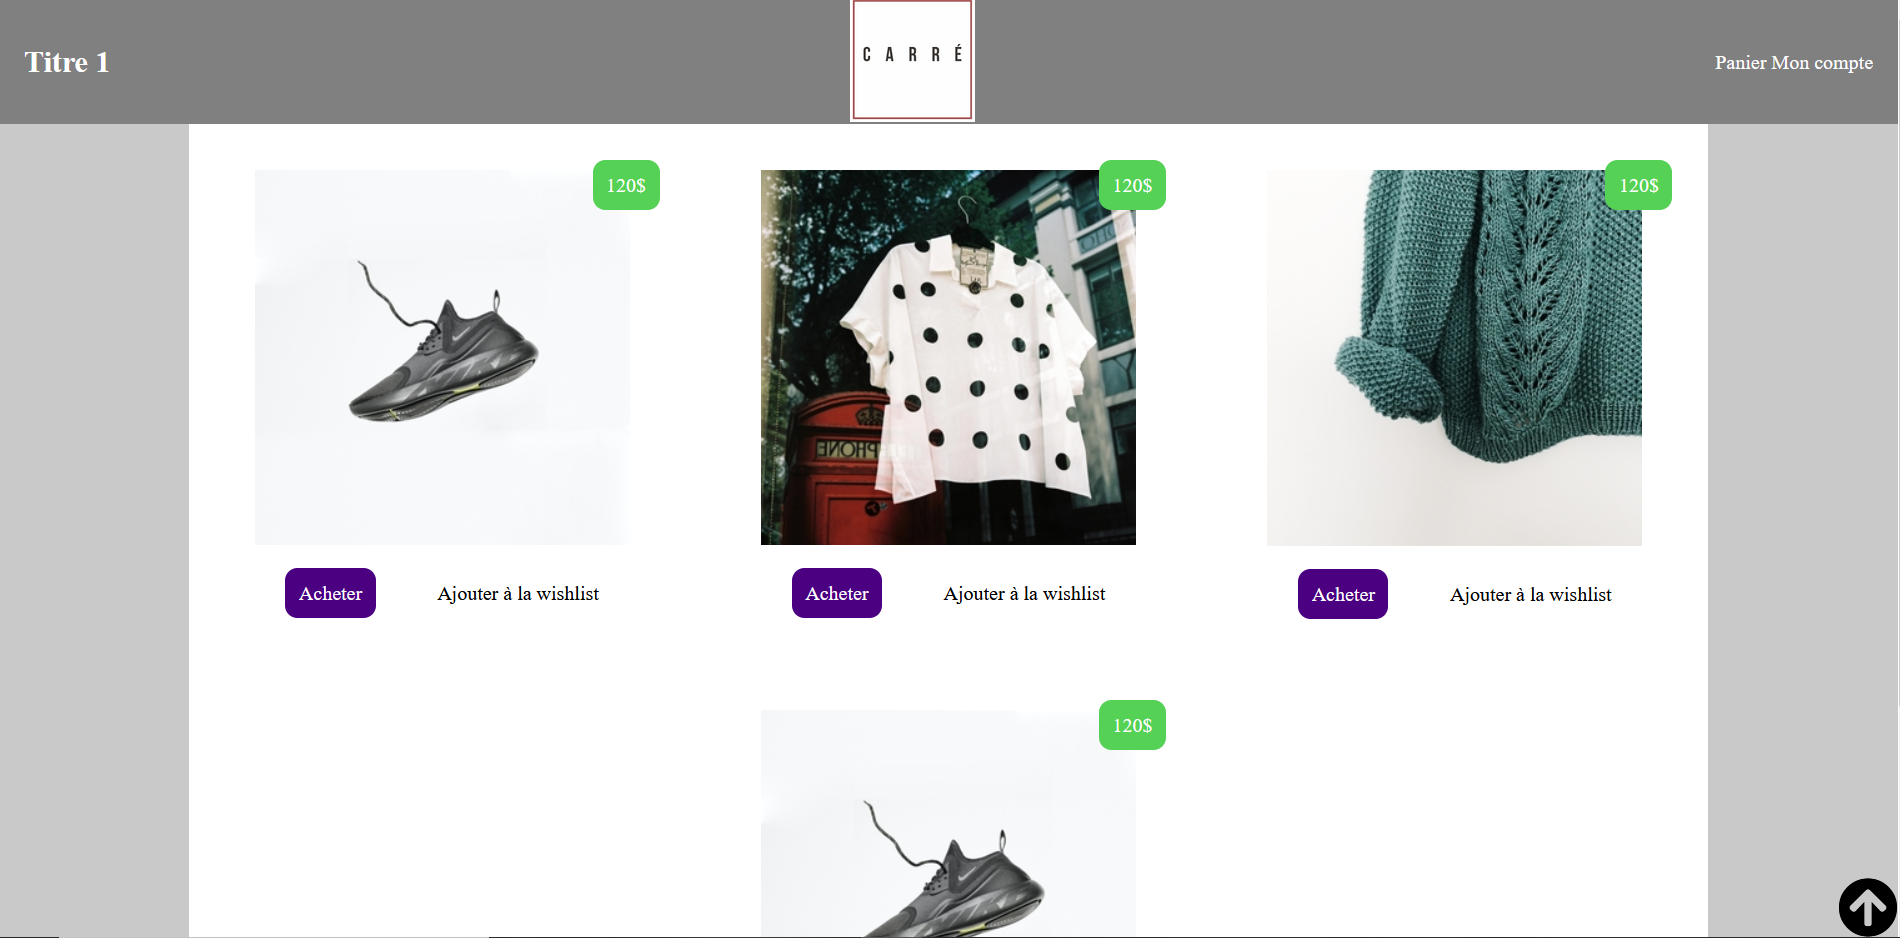 Titre 1
CARRÉ
Panier Mon compte
120$
120$
120$
Acheter
Ajouter à la wishlist
Acheter
Ajouter à la wishlist
Acheter
Ajouter à la wishlist
120$